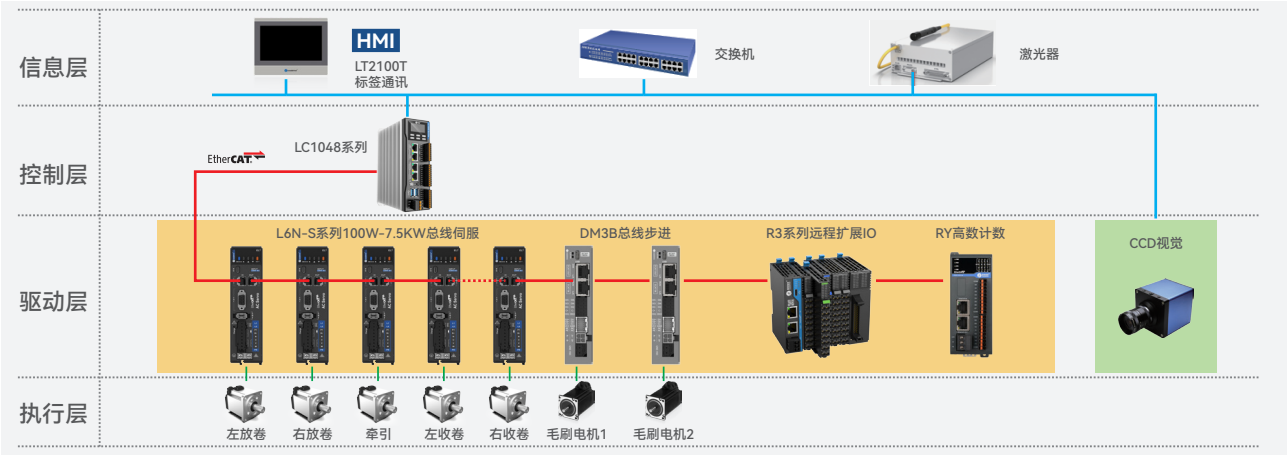 信息层
HMI
LT2100T
标签通讯
交换机
激光器
控制层
EtherCAT
LC1048系列
驱动层
L6N-S系列100W-7.5KW总线伺服
DM3B总线步进
R3系列远程扩展IO
RY高数计数
CCD视觉
执行层
左放卷
右放卷
牵引
左收卷
右收卷
毛刷电机1
毛刷电机2